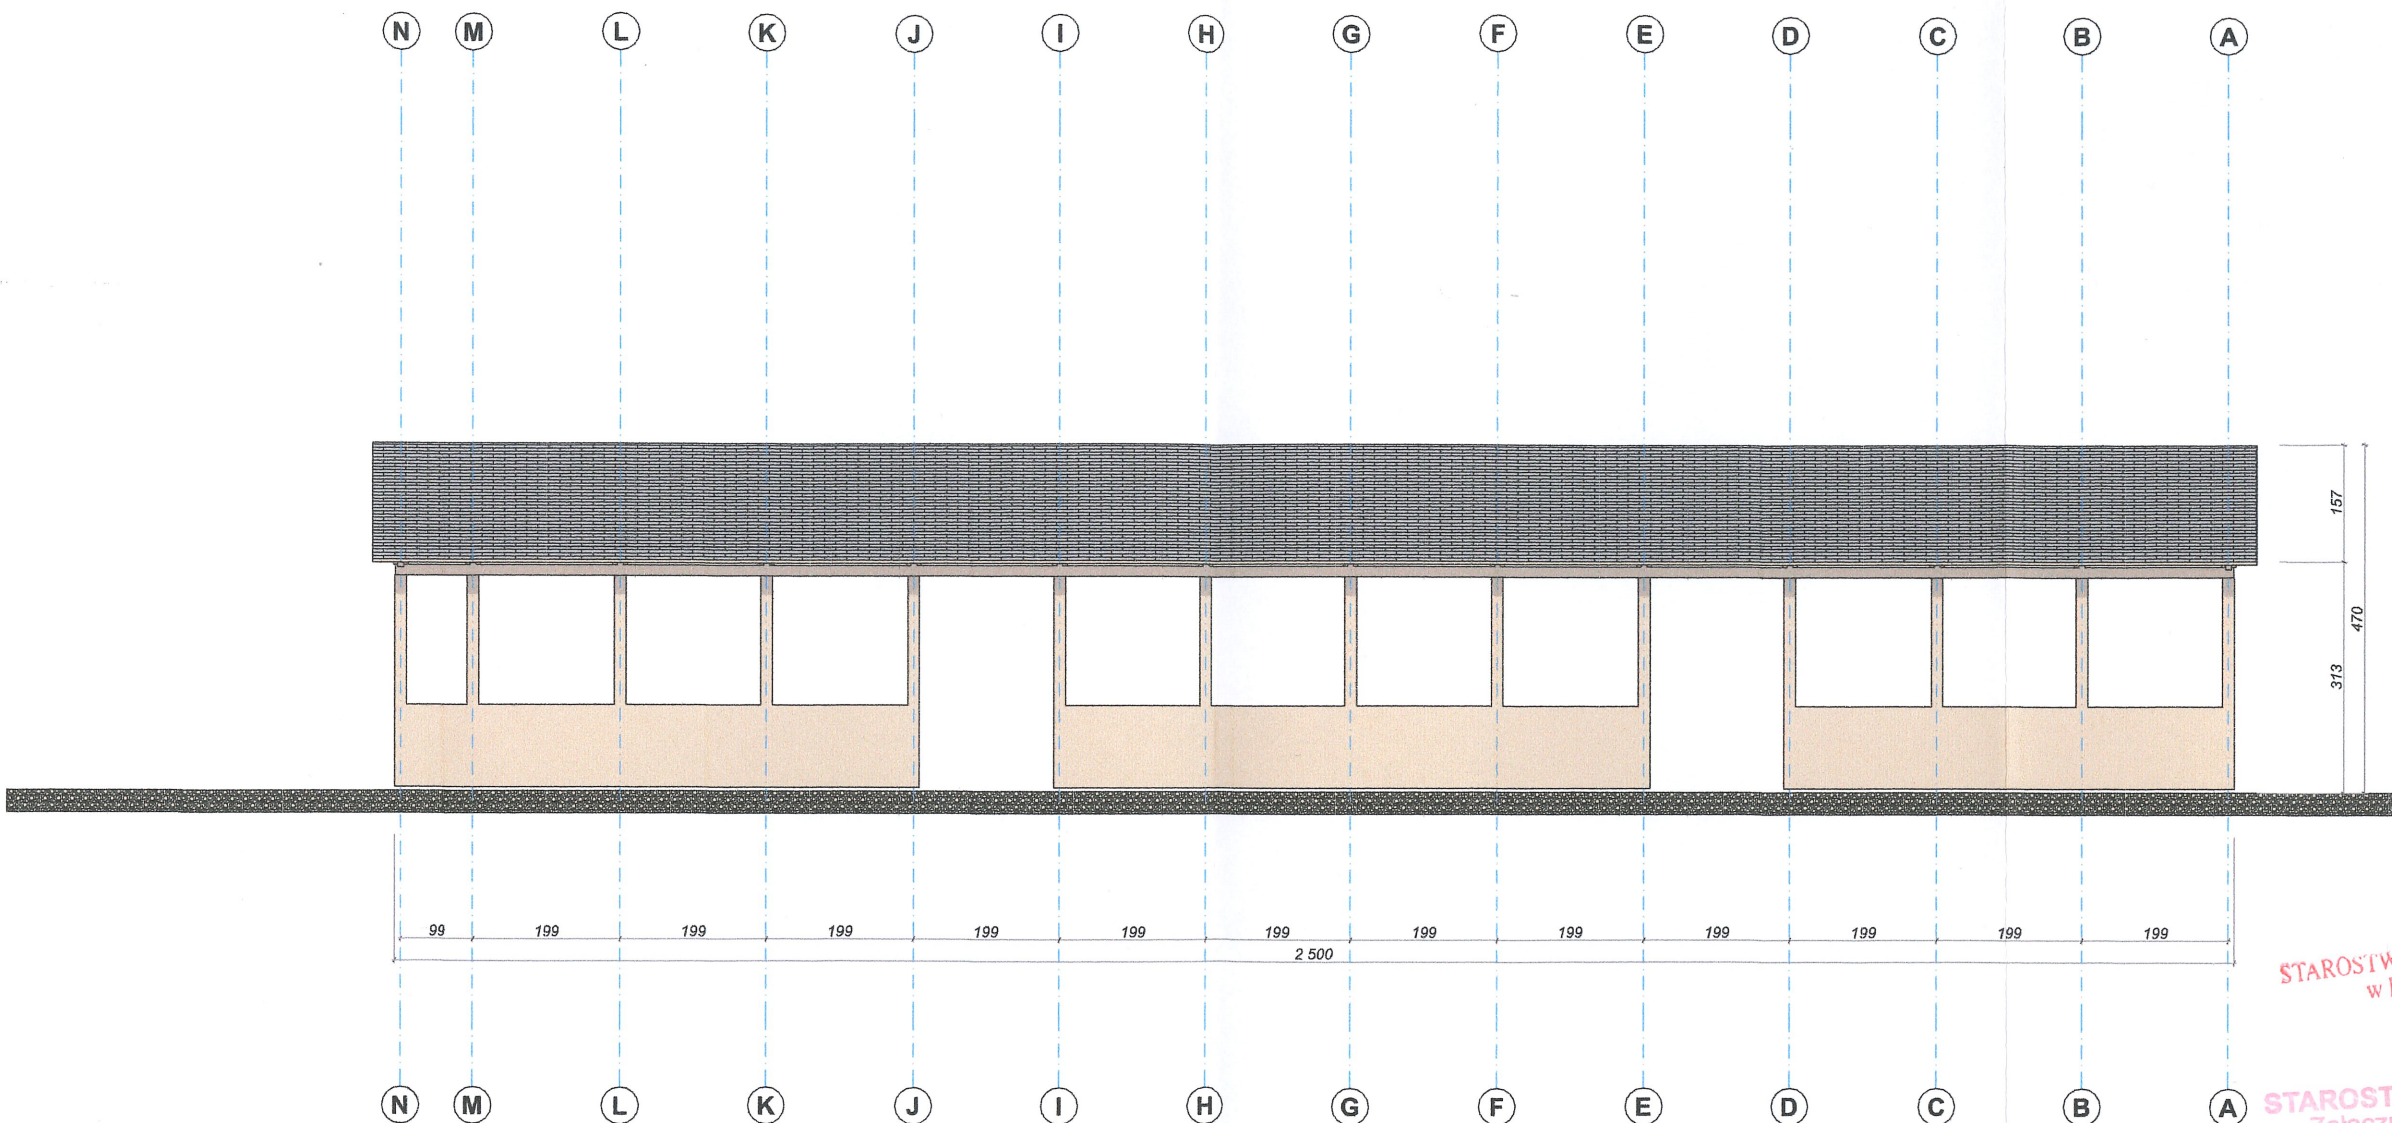 N M L K J I H G F E D C B A
157
470
313
99 199 199 199 199 199 199 199 199 199 199 199 199
2 500
STAROSTW
w
N M L K J I H G F E D C B A
STAROST